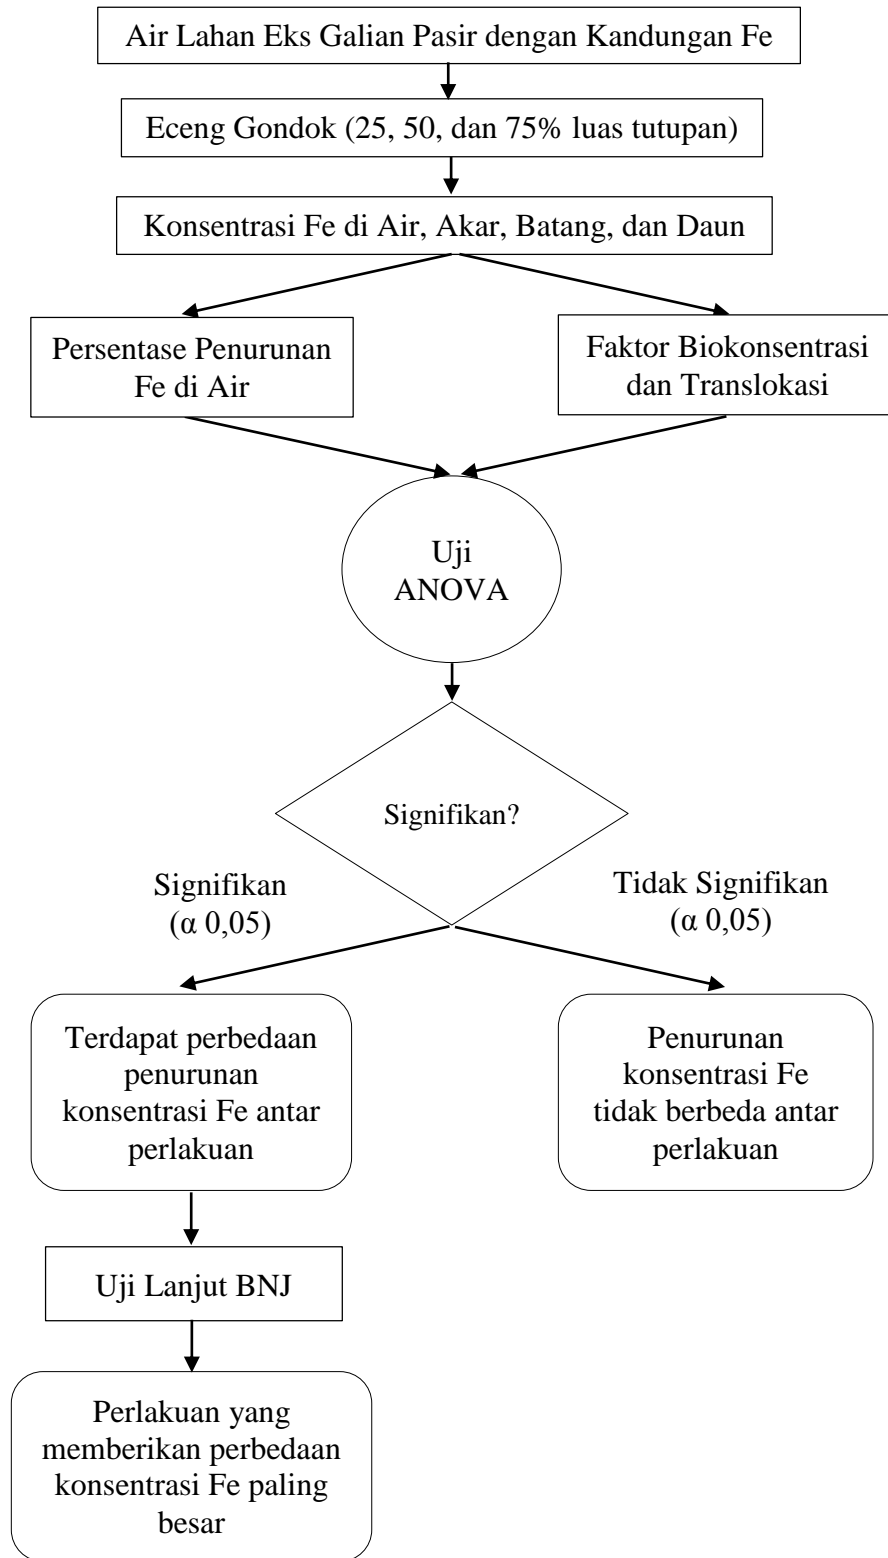 Air Lahan Eks Galian Pasir dengan Kandungan Fe
Eceng Gondok (25, 50, dan 75% luas tutupan)
Konsentrasi Fe di Air, Akar, Batang, dan Daun
Persentase Penurunan
Fe di Air
Faktor Biokonsentrasi
dan Translokasi
Uji
ANOVA
Signifikan?
Signifikan
(α 0,05)
Tidak Signifikan
(α 0,05)
Terdapat perbedaan
penurunan
konsentrasi Fe antar
perlakuan
Penurunan
konsentrasi Fe
tidak berbeda antar
perlakuan
Uji Lanjut BNJ
Perlakuan yang
memberikan perbedaan
konsentrasi Fe paling
besar